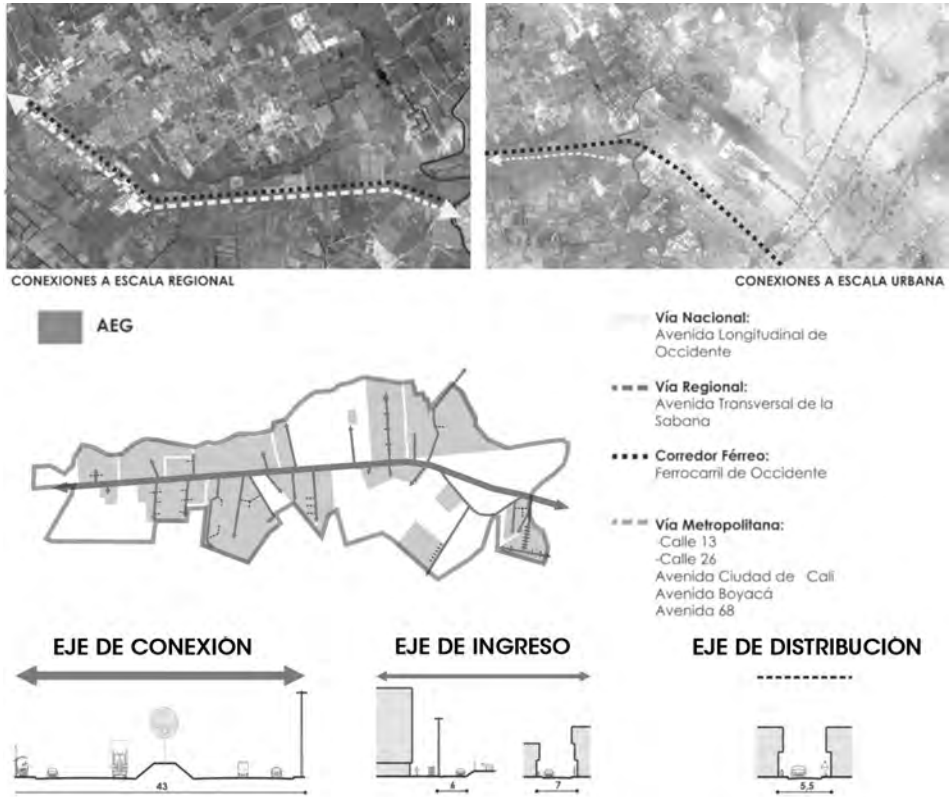 N
CONEXIONES A ESCALA REGIONAL
CONEXIONES A ESCALA URBANA
AEG
Vía Nacional:
Avenida Longitudinal de
Occidente
Vía Regional:
Avenida Transversal de la
Sabana
Corredor Férreo:
Ferrocarril de Occidente
Vía Metropolitana:
-Calle 13
-Calle 26
Avenida Ciudad de Cali
Avenida Boyacá
Avenida 68
EJE DE CONEXIÓN
EJE DE INGRESO
EJE DE DISTRIBUCIÓN
43
6
7
5,5